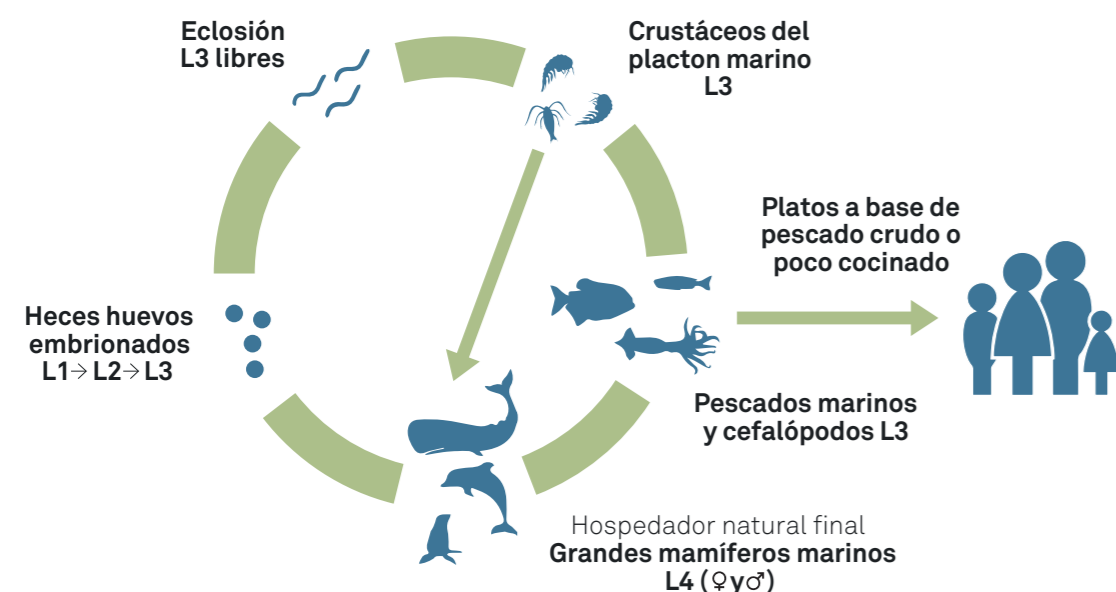 Eclosión
L3 libres
Crustáceos del
placton marino
L3
Platos a base de
pescado crudo o
poco cocinado
Heces huevos
embrionados
L1→L2→L3
Pescados marinos
y cefalópodos L3
Hospedador natural final
Grandes mamíferos marinos
L4 (♀y♂)